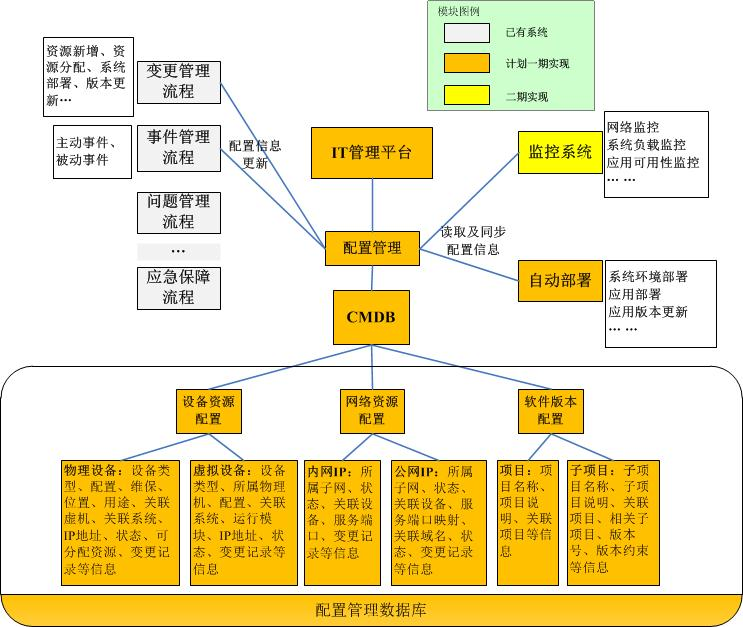 模块图例
已有系统
计划一期实现
二期实现
资源新增、资
源分配、系统
部署、版本更
新…
变更管理
流程
主动事件、
被动事件
事件管理
流程
配置信息
更新
问题管理
流程
…
应急保障
流程
IT管理平台
配置管理
CMDB
监控系统
网络监控
系统负载监控
应用可用性监控
… …
读取及同步
配置信息
自动部署
系统环境部署
应用部署
应用版本更新
… …
设备资源
配置
网络资源
配置
软件版本
配置
物理设备：设备类
型、配置、维保、
位置、用途、关联
虚机、关联系统、
IP地址、状态、可
分配资源、变更记
录等信息
虚拟设备：设备
类型、所属物理
机、配置、关联
系统、运行模
块、IP地址、状
态、变更记录等
信息
内网IP：所
属子网、状
态、关联设
备、服务端
口、变更记
录等信息
公网IP：所属
子网、状态、
关联设备、服
务端口映射、
关联域名、状
态、变更记录
等信息
项目：项
目名称、
项目说
明、关联
项目等信
息
子项目：子项
目名称、子项
目说明、关联
项目、相关子
项目、版本
号、版本约束
等信息
配置管理数据库